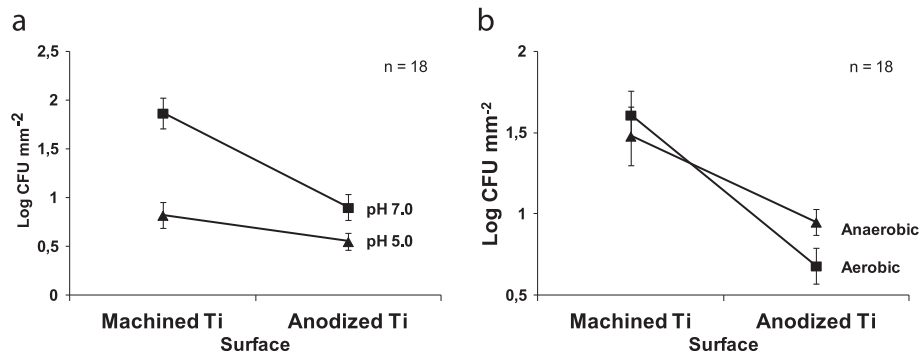 a
Log CFU mm-2
2,5
2
1,5
1
0,5
0
n = 18
pH 7.0
pH 5.0
Machined Ti Anodized Ti
Surface
b
Log CFU mm-2
2
1,5
1
0,5
n = 18
Anaerobic
Aerobic
Machined Ti Anodized Ti
Surface